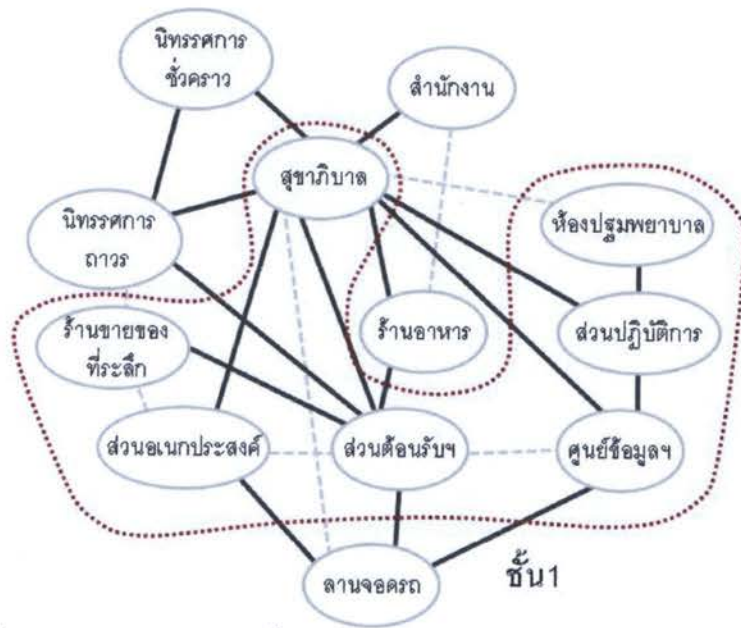 นิทรรศการ
ชั่วคราว
สำนักงาน
สุขาภิบาล
นิทรรศการ
ถาวร
ห้องปฐมพยาบาล
ร้านขายของ
ที่ระลึก
ร้านอาหาร
ส่วนปฏิบัติการ
ส่วนอเนกประสงค์
ส่วนต้อนรับฯ
ศูนย์ข้อมูลฯ
ลานจอดรถ
ชั้น1